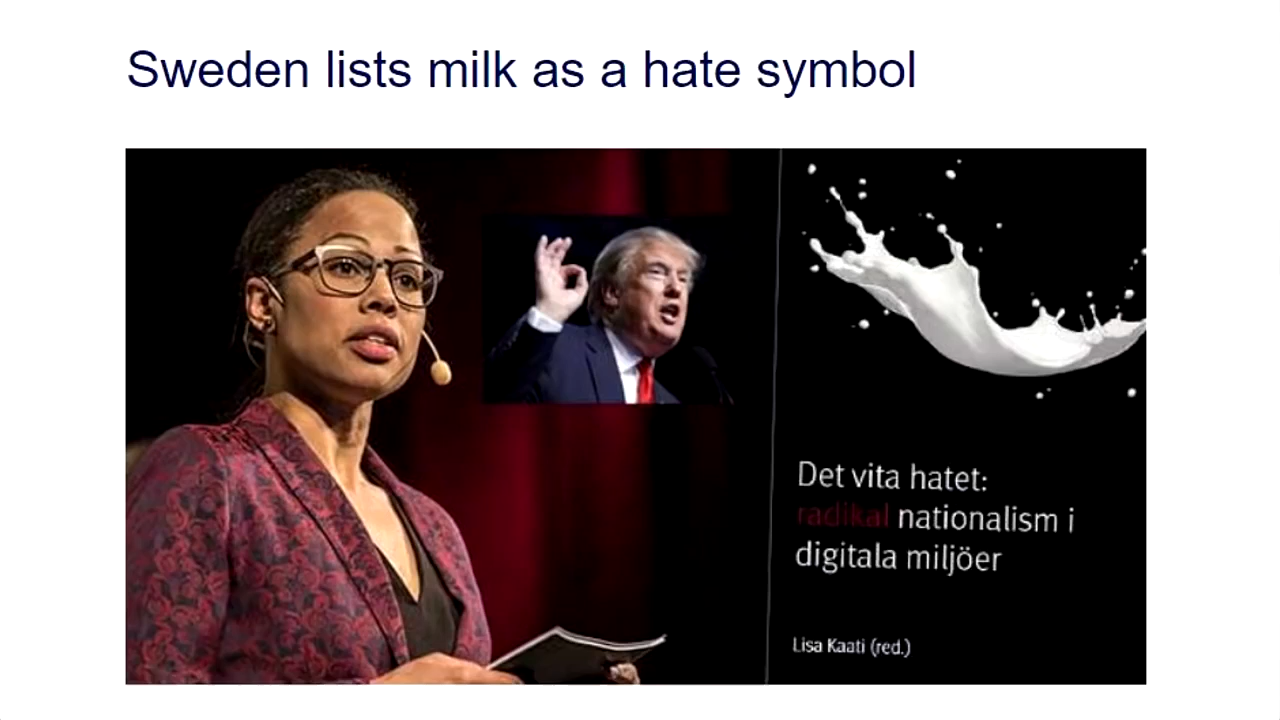 Sweden lists milk as a hate symbol
Det vita hatet:
radikal nationalism i
digitala miljöer
Lisa Kaati (red.)